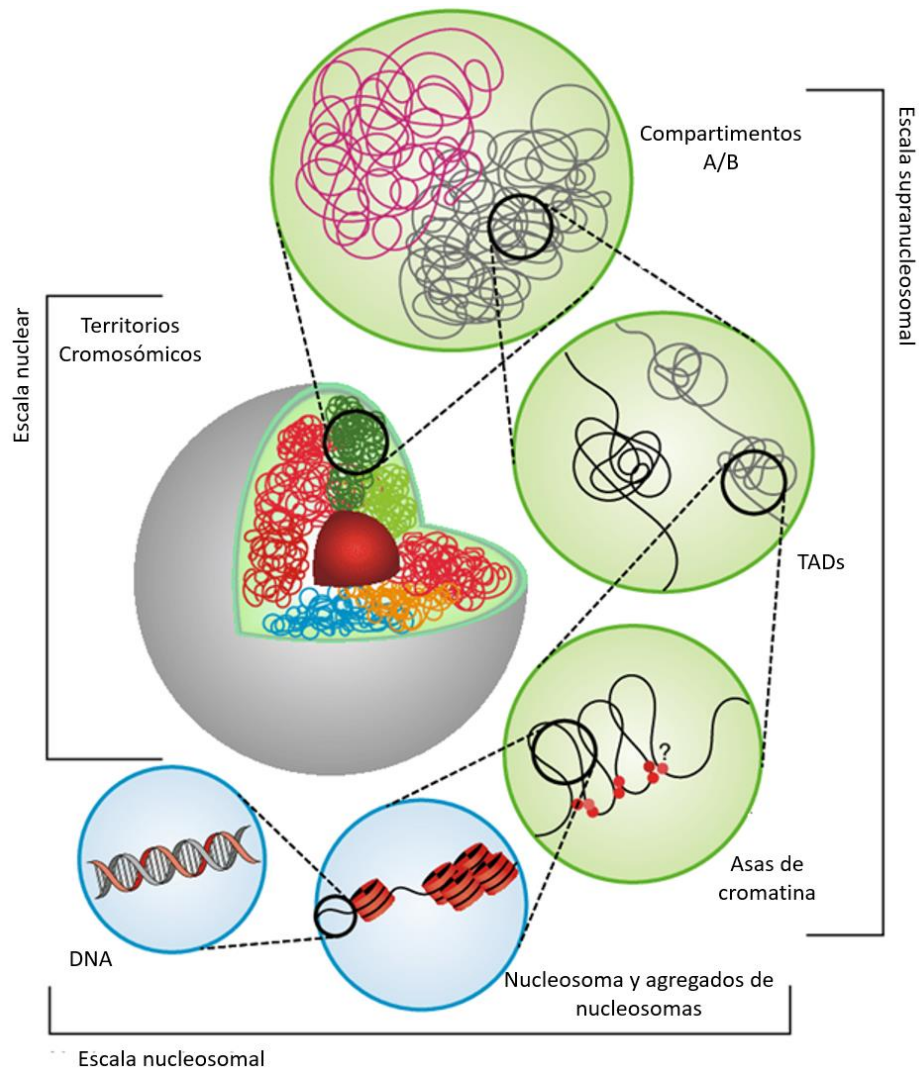 Compartimentos
A/B
Escala supranucleosomal
Escala nuclear
Territorios
Cromosómicos
TADs
?
Asas de
cromatina
DNA
Nucleosoma y agregados de
nucleosomas
Escala nucleosomal